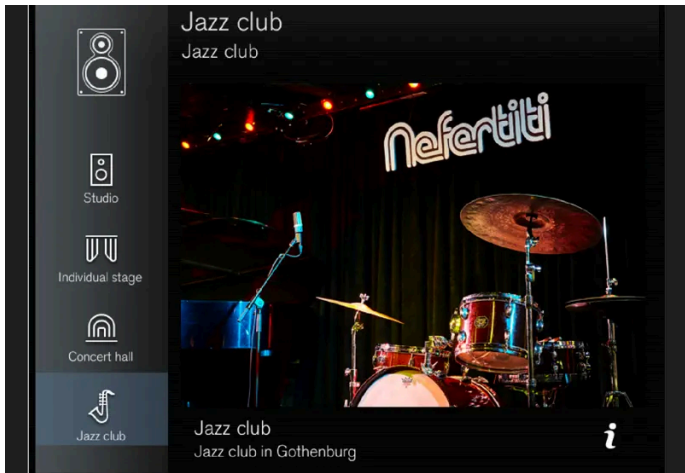 Jazz club
Jazz club
Studio
Individual stage
Concert hall
Jazz club
Nefertiti
Jazz club
Jazz club in Gothenburg
i